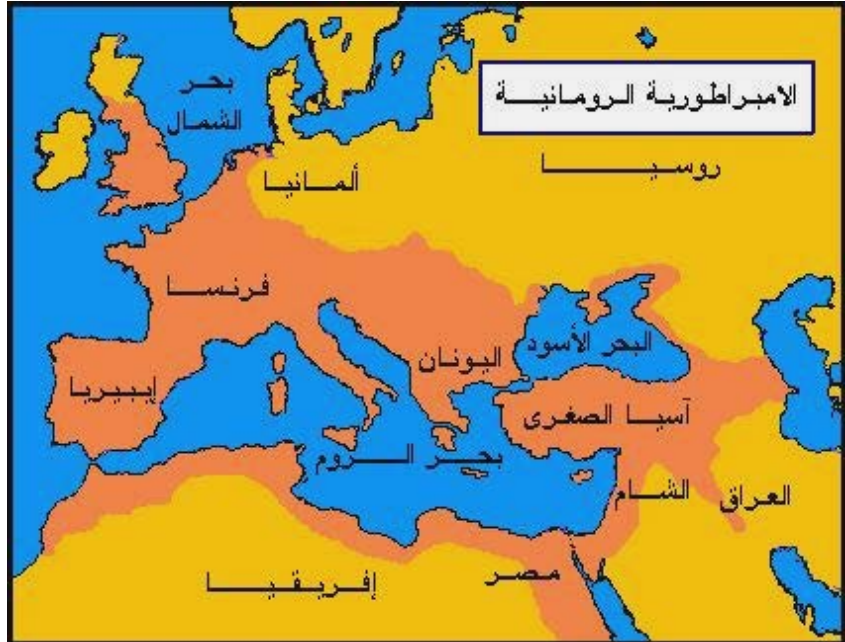 الامبراطورية الرومانية
بحر
الشمال
روسيا
ألمانيا
فرنسا
البحر الأسود
اليونان
إيبيريا
آسيا الصغرى
بحر الروم
الشام
العراق
مصر
إفريقيا